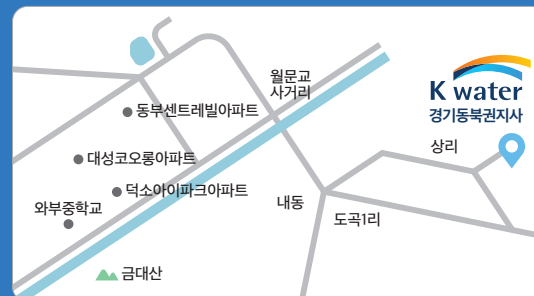 월문교
사거리
K water
경기동북권지사
동부센트레빌아파트
상리
대성코오롱아파트
덕소아이파크아파트
와부중학교
내동
도곡1리
금대산